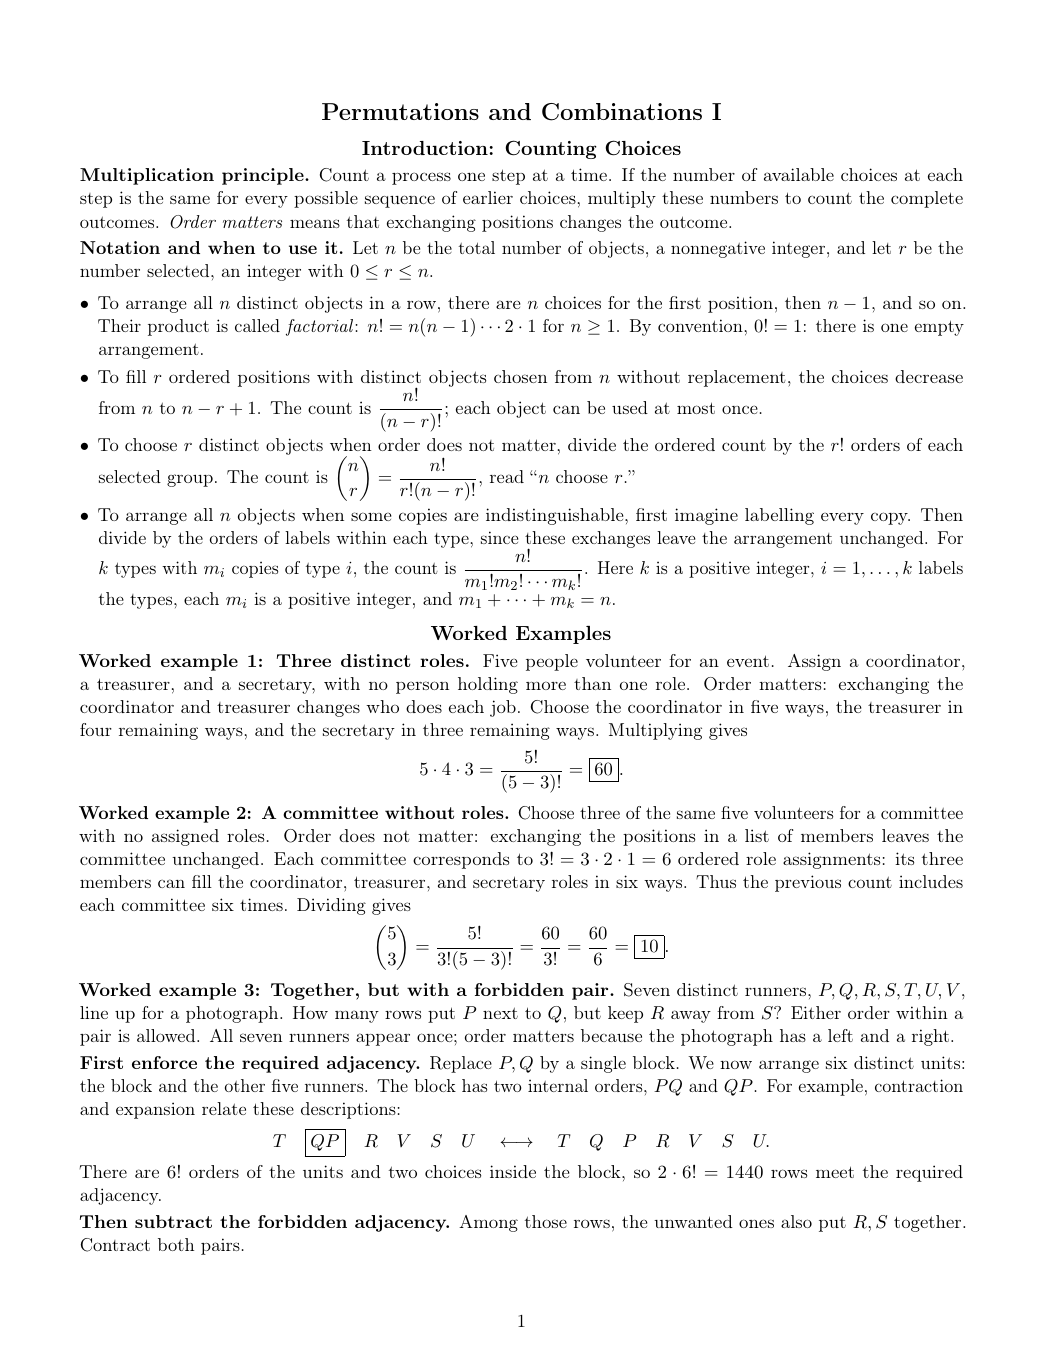 Permutations and Combinations I
Introduction: Counting Choices
Multiplication principle. Count a process one step at a time. If the number of available choices at each
step is the same for every possible sequence of earlier choices, multiply these numbers to count the complete
outcomes. Order matters means that exchanging positions changes the outcome.
Notation and when to use it. Let n be the total number of objects, a nonnegative integer, and let r be the
number selected, an integer with 0 ≤ r ≤ n.
• To arrange all n distinct objects in a row, there are n choices for the first position, then n − 1, and so on.
Their product is called factorial: n! = n(n − 1) · · · 2 · 1 for n ≥ 1. By convention, 0! = 1: there is one empty
arrangement.
• To fill r ordered positions with distinct objects chosen from n without replacement, the choices decrease
from n to n − r + 1. The count is \frac{n!}{(n − r)!}; each object can be used at most once.
• To choose r distinct objects when order does not matter, divide the ordered count by the r! orders of each
selected group. The count is \binom{n}{r} = \frac{n!}{r!(n − r)!}, read “n choose r.”
• To arrange all n objects when some copies are indistinguishable, first imagine labelling every copy. Then
divide by the orders of labels within each type, since these exchanges leave the arrangement unchanged. For
k types with m_i copies of type i, the count is \frac{n!}{m_1!m_2! · · · m_k!}. Here k is a positive integer, i = 1, . . . , k labels
the types, each m_i is a positive integer, and m_1 + · · · + m_k = n.
Worked Examples
Worked example 1: Three distinct roles. Five people volunteer for an event. Assign a coordinator,
a treasurer, and a secretary, with no person holding more than one role. Order matters: exchanging the
coordinator and treasurer changes who does each job. Choose the coordinator in five ways, the treasurer in
four remaining ways, and the secretary in three remaining ways. Multiplying gives
5 · 4 · 3 = \frac{5!}{(5 − 3)!} = 60.
Worked example 2: A committee without roles. Choose three of the same five volunteers for a committee
with no assigned roles. Order does not matter: exchanging the positions in a list of members leaves the
committee unchanged. Each committee corresponds to 3! = 3 · 2 · 1 = 6 ordered role assignments: its three
members can fill the coordinator, treasurer, and secretary roles in six ways. Thus the previous count includes
each committee six times. Dividing gives
\binom{5}{3} = \frac{5!}{3!(5 − 3)!} = \frac{60}{3!} = \frac{60}{6} = 10.
Worked example 3: Together, but with a forbidden pair. Seven distinct runners, P, Q, R, S, T, U, V,
line up for a photograph. How many rows put P next to Q, but keep R away from S? Either order within a
pair is allowed. All seven runners appear once; order matters because the photograph has a left and a right.
First enforce the required adjacency. Replace P, Q by a single block. We now arrange six distinct units:
the block and the other five runners. The block has two internal orders, PQ and QP. For example, contraction
and expansion relate these descriptions:
T QP R V S U ⟷ T Q P R V S U.
There are 6! orders of the units and two choices inside the block, so 2 · 6! = 1440 rows meet the required
adjacency.
Then subtract the forbidden adjacency. Among those rows, the unwanted ones also put R, S together.
Contract both pairs.
1